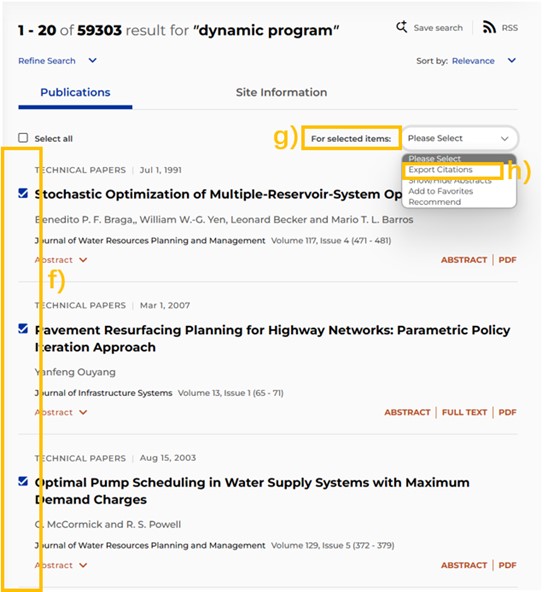 1 - 20 of 59303 result for "dynamic program"
Save search
RSS
Refine Search
Sort by: Relevance
Publications
Site Information
Select all
g)
For selected items:
Please Select
Please Select
Export Citations
h)
Show/Hide Abstracts
Add to Favorites
Recommend
TECHNICAL PAPERS | Jul 1, 1991
Stochastic Optimization of Multiple-Reservoir-System Op
Benedito P. F. Braga,, William W.-G. Yen, Leonard Becker and Mario T. L. Barros
Journal of Water Resources Planning and Management Volume 117, Issue 4 (471 - 481)
Abstract
ABSTRACT | PDF
f)
TECHNICAL PAPERS | Mar 1, 2007
Pavement Resurfacing Planning for Highway Networks: Parametric Policy
Iteration Approach
Yanfeng Ouyang
Journal of Infrastructure Systems Volume 13, Issue 1 (65 - 71)
Abstract
ABSTRACT | FULL TEXT | PDF
TECHNICAL PAPERS | Aug 15, 2003
Optimal Pump Scheduling in Water Supply Systems with Maximum
Demand Charges
G. McCormick and R. S. Powell
Journal of Water Resources Planning and Management Volume 129, Issue 5 (372 - 379)
Abstract
ABSTRACT | PDF